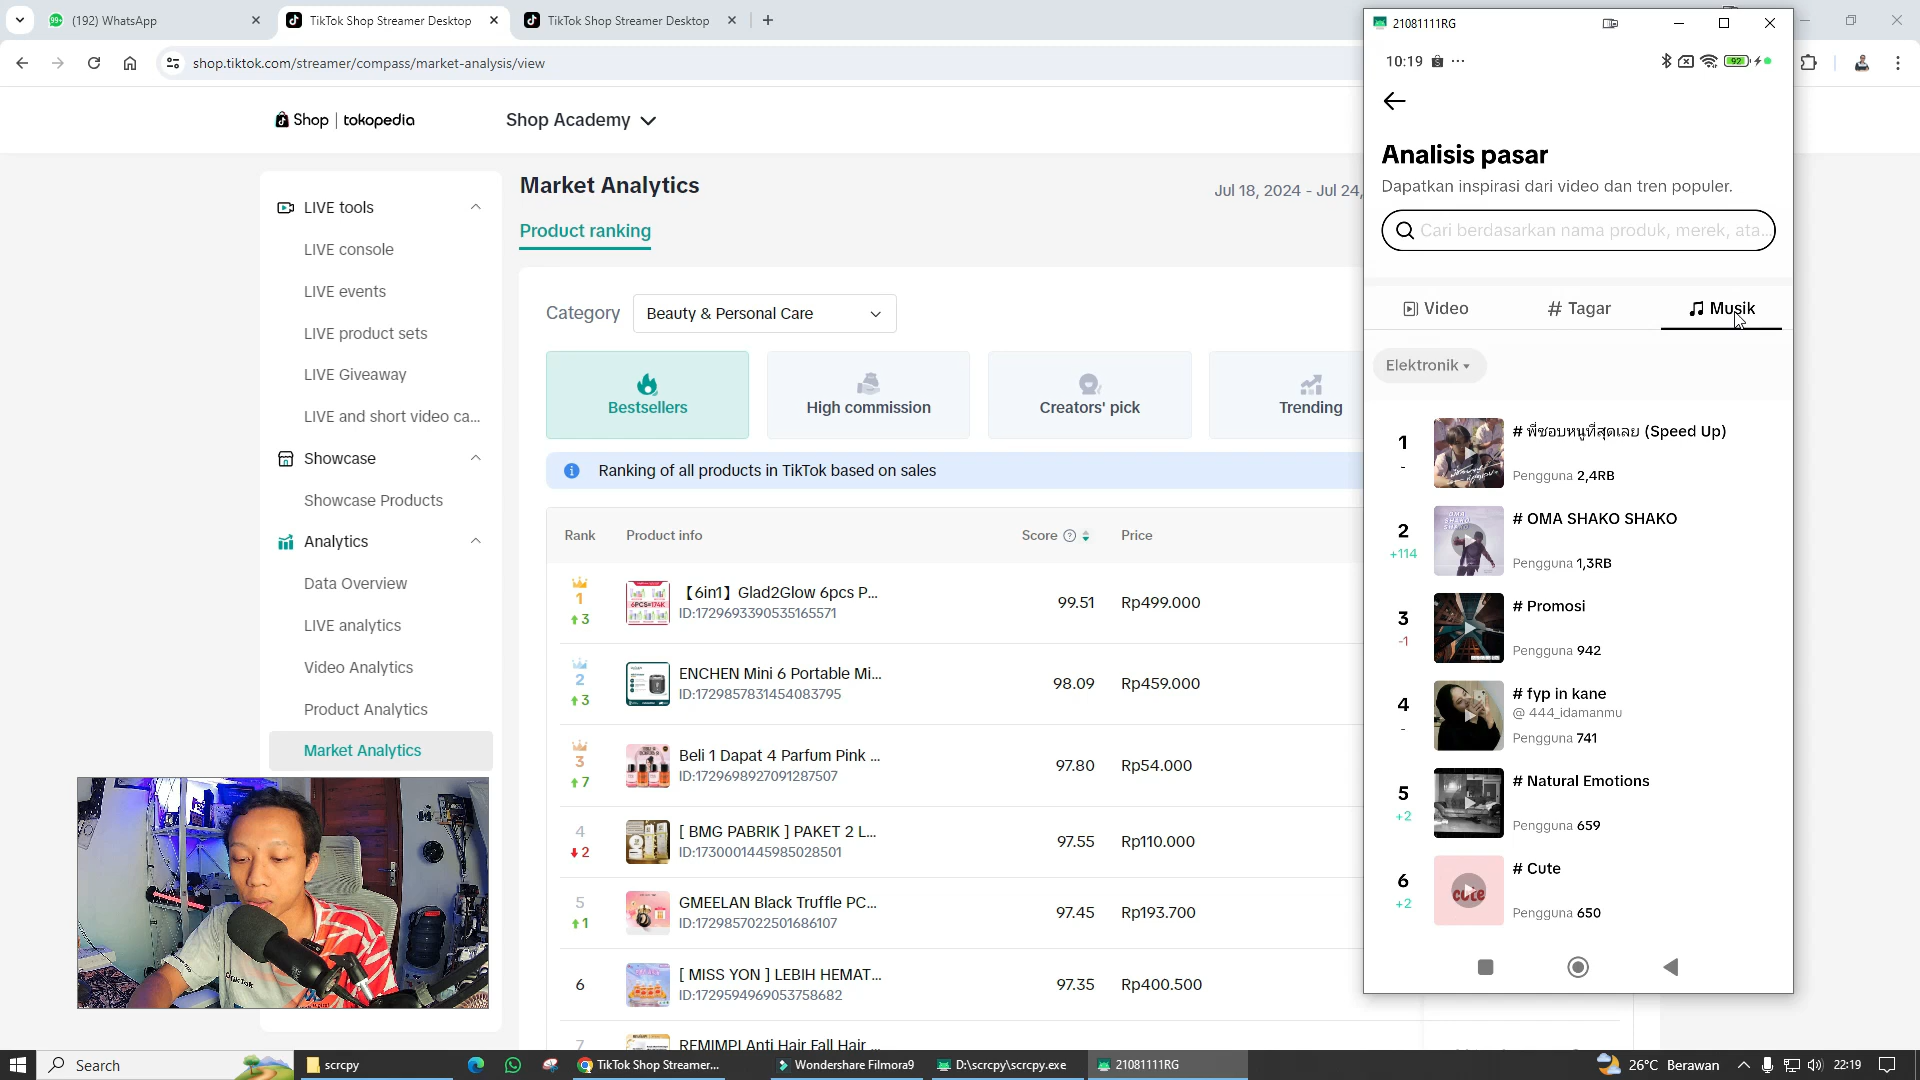 (192) WhatsApp
TikTok Shop Streamer Desktop
TikTok Shop Streamer Desktop
shop.tiktok.com/streamer/compass/market-analysis/view
Shop | tokopedia
Shop Academy
LIVE tools
LIVE console
LIVE events
LIVE product sets
LIVE Giveaway
LIVE and short video ca...
Showcase
Showcase Products
Analytics
Data Overview
LIVE analytics
Video Analytics
Product Analytics
Market Analytics
Market Analytics
Jul 18, 2024 - Jul 24,
Product ranking
Category
Beauty & Personal Care
Bestsellers
High commission
Creators' pick
Trending
Ranking of all products in TikTok based on sales
Rank Product info Score Price
1
3
【6in1】Glad2Glow 6pcs P...
ID:1729693390535165571
99.51
Rp499.000
2
3
ENCHEN Mini 6 Portable Mi...
ID:1729857831454083795
98.09
Rp459.000
3
7
Beli 1 Dapat 4 Parfum Pink ...
ID:1729698927091287507
97.80
Rp54.000
4
2
[ BMG PABRIK ] PAKET 2 L...
ID:1730001445985028501
97.55
Rp110.000
5
1
GMEELAN Black Truffle PC...
ID:1729857022501686107
97.45
Rp193.700
6
[ MISS YON ] LEBIH HEMAT...
ID:1729594969053758682
97.35
Rp400.500
7
REMIMPI Anti Hair Fall Hair ...
21081111RG
10:19
92
Analisis pasar
Dapatkan inspirasi dari video dan tren populer.
Cari berdasarkan nama produk, merek, ata...
Video
# Tagar
Musik
Elektronik
1
-
# พี่ชอบหนูที่สุดเลย (Speed Up)
Pengguna 2,4RB
2
+114
OMA SHAKO SHAKO
# OMA SHAKO SHAKO
Pengguna 1,3RB
3
-1
# Promosi
Pengguna 942
4
-
# fyp in kane
@ 444_idamanmu
Pengguna 741
5
+2
# Natural Emotions
Pengguna 659
6
+2
cute
# Cute
Pengguna 650
Search
scrcpy
TikTok Shop Streamer...
Wondershare Filmora9
D:\scrcpy\scrcpy.exe
21081111RG
26°C Berawan
22:19